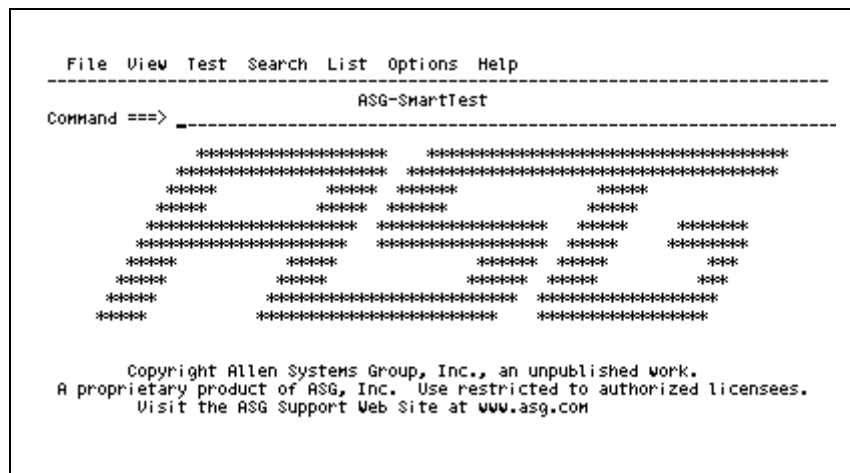 File View Test Search List Options Help
ASG-SmartTest
Command ===> _
ASG
Copyright Allen Systems Group, Inc., an unpublished work.
A proprietary product of ASG, Inc. Use restricted to authorized licensees.
Visit the ASG Support Web Site at www.asg.com